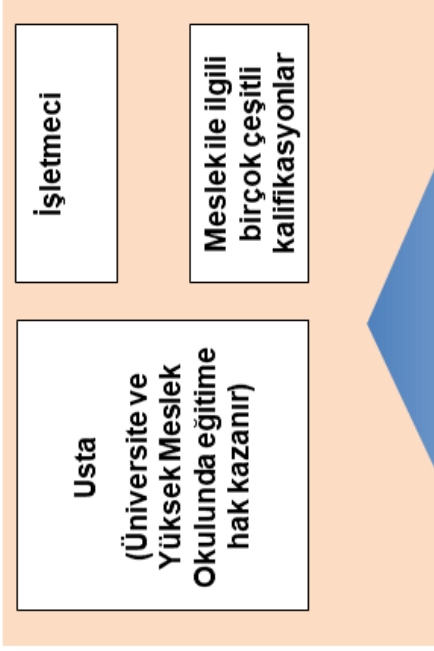 Usta
(Üniversite ve
Yüksek Meslek
Okulunda eğitime
hak kazanır)
İşletmeci
Meslek ile ilgili
birçok çeşitli
kalifikasyonlar